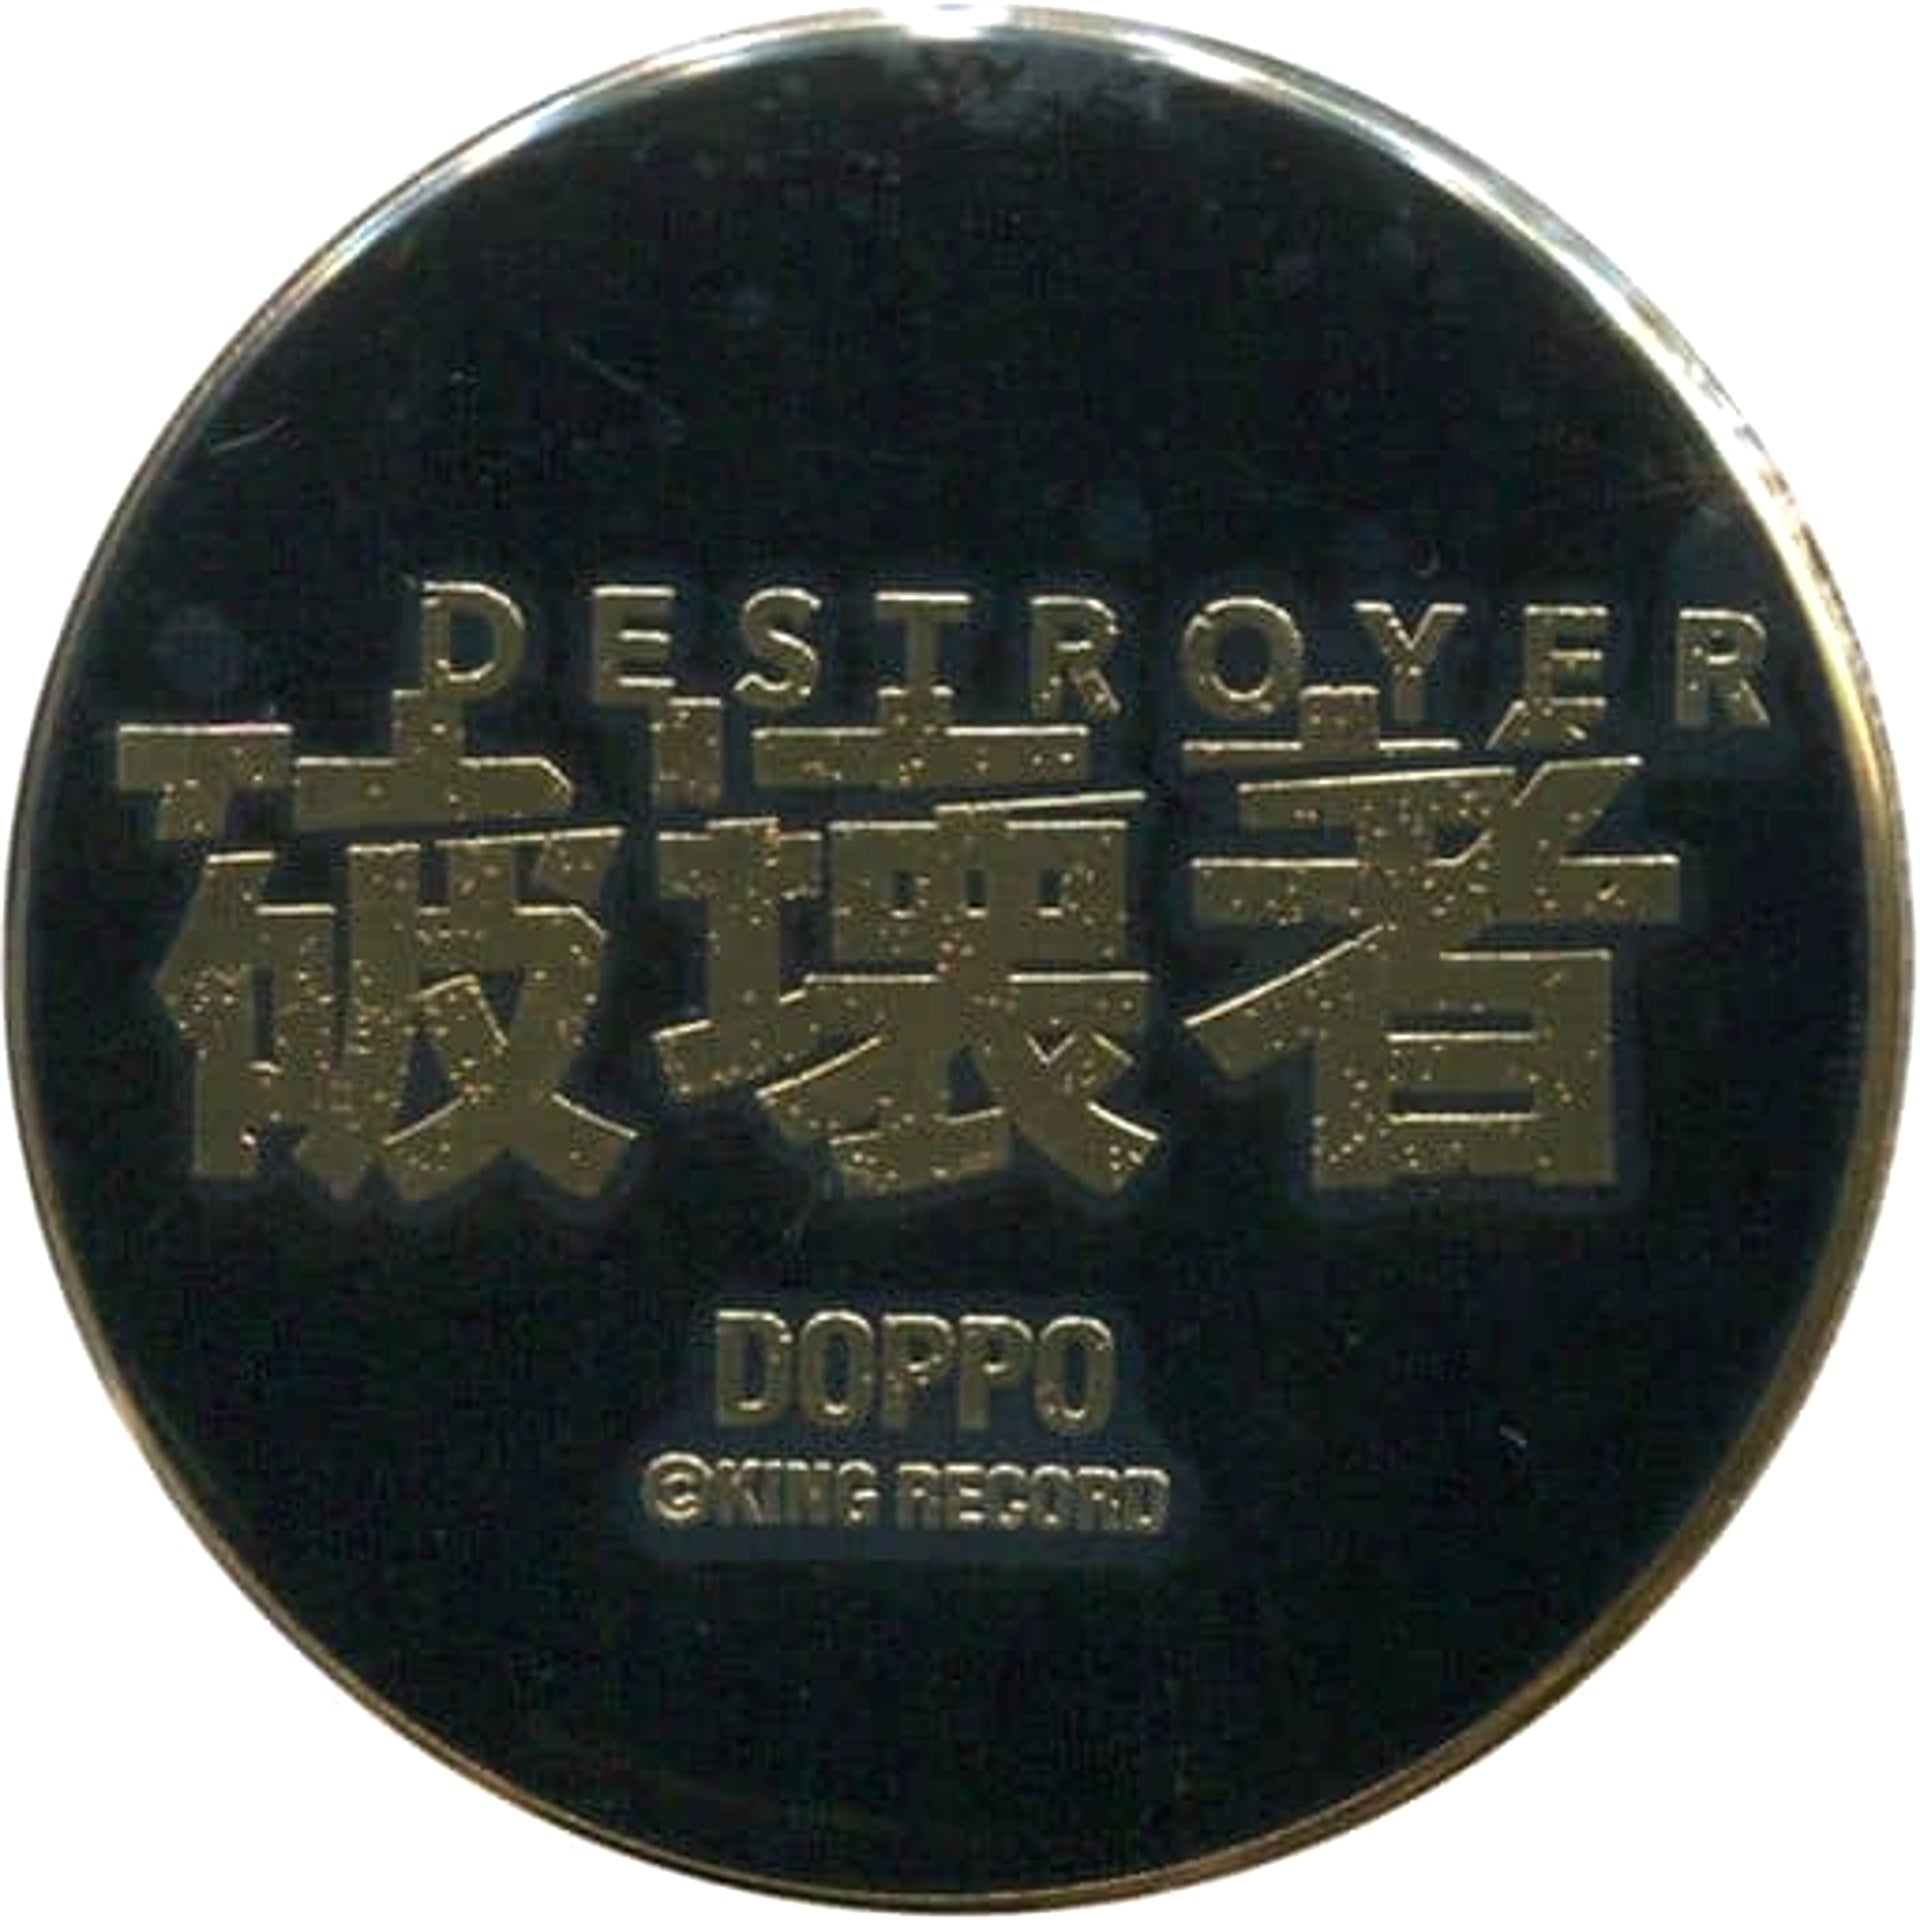 DESTROYER
破壊者
DOPPO
©KING RECORD